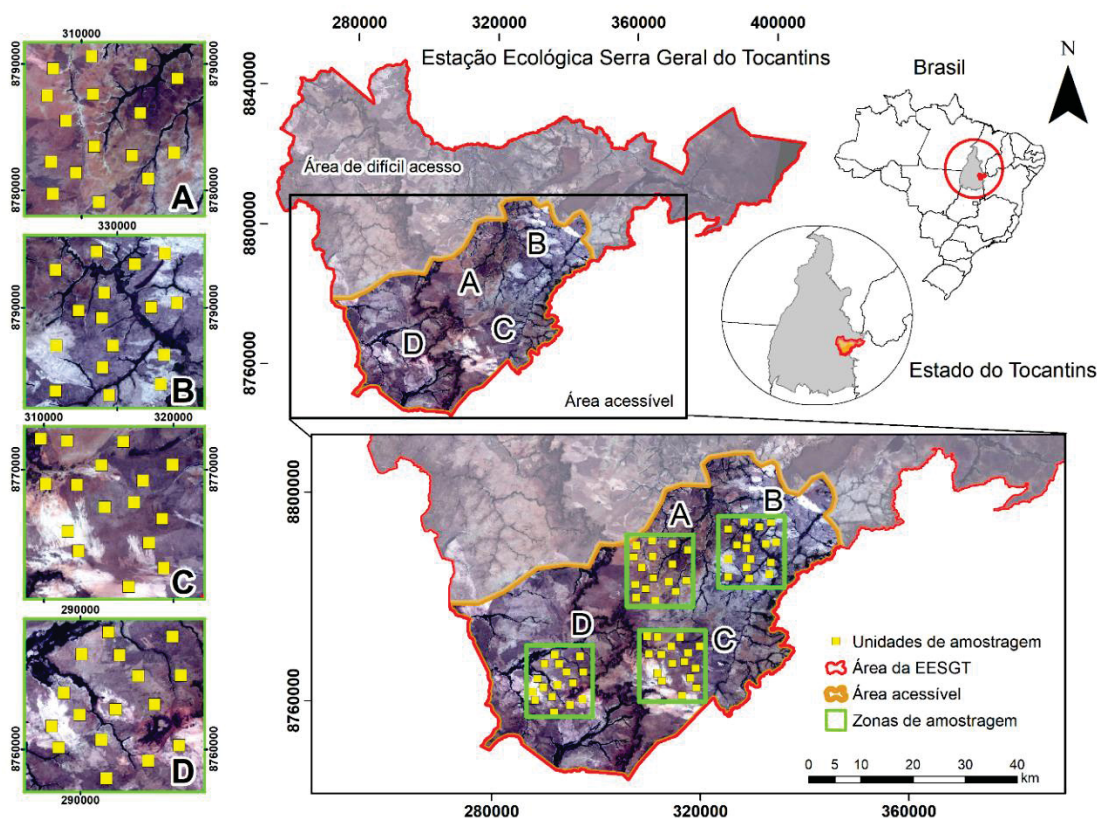 280000 320000 360000 400000
Estação Ecológica Serra Geral do Tocantins
8840000
8800000
8760000
Área de difícil acesso
A
B
C
D
Área acessível
310000
8790000
8790000
8780000
8780000
A
330000
8790000
8790000
B
310000 320000
8770000
8770000
C
290000
8760000
8760000
D
290000
Brasil
N
Estado do Tocantins
8800000
8760000
A
B
C
D
Unidades de amostragem
Área da EESGT
Área acessível
Zonas de amostragem
0 5 10 20 30 40
km
280000 320000 360000